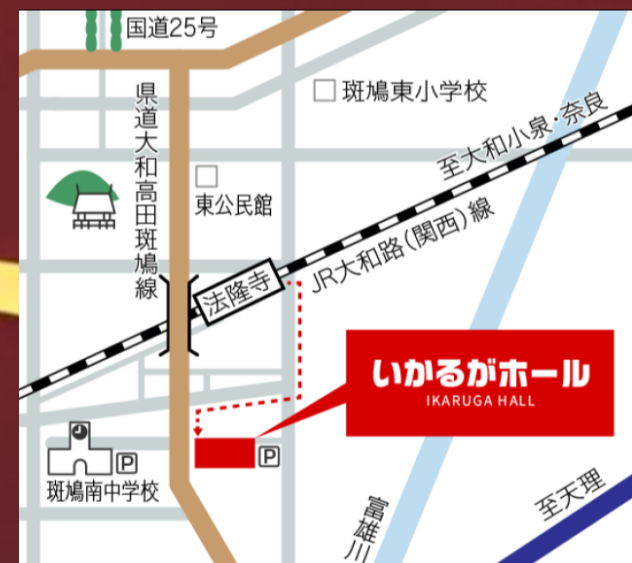 国道25号
斑鳩東小学校
県道大和高田斑鳩線
至大和小泉・奈良
東公民館
JR大和路(関西)線
法隆寺
いかるがホール
IKARUGA HALL
P
P
斑鳩南中学校
富雄川
至天理